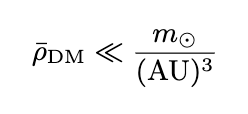 ρ̄_DM ≪ m_⊙ / (AU)³